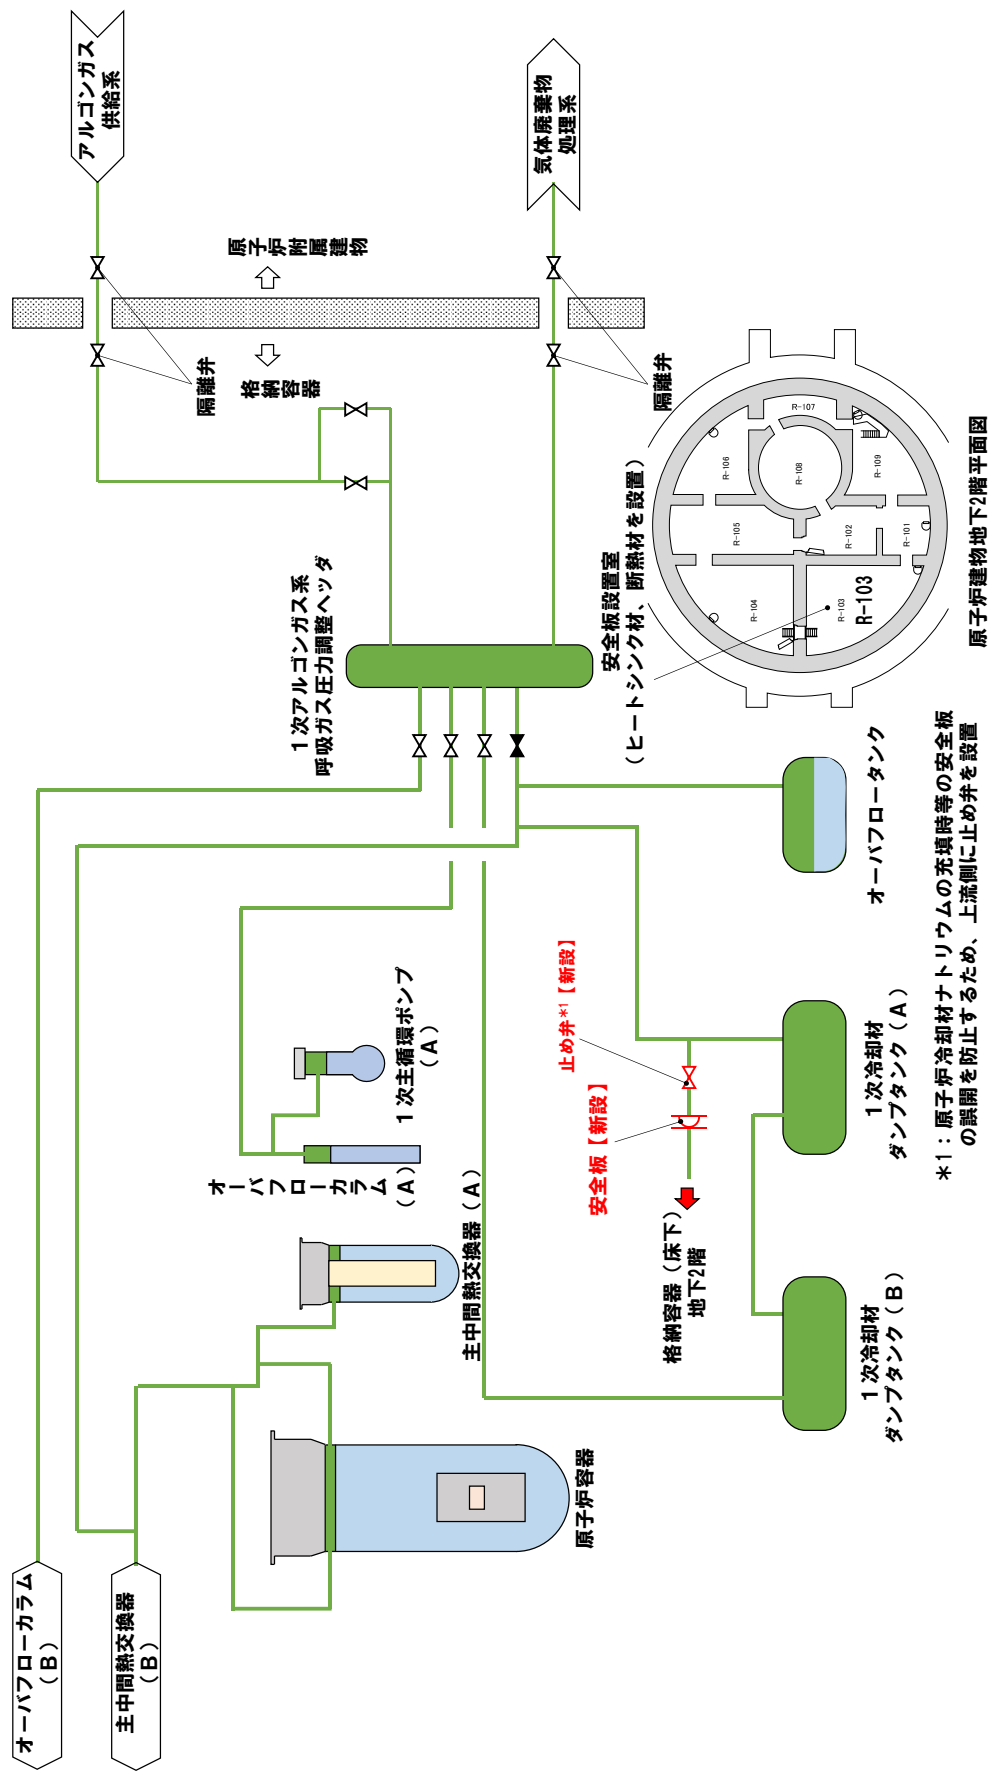 アルゴンガス
供給系
気体廃棄物
処理系
原子炉附属建物
格納容器
隔離弁
隔離弁
1次アルゴンガス系
呼吸ガス圧力調整ヘッダ
安全板設置室
(ヒートシンク材、断熱材を設置)
R-107
R-106
R-108
R-109
R-105
R-102
R-101
R-104
R-103
R-103
原子炉建物地下2階平面図
オーバフローカラム
(B)
主中間熱交換器
(B)
原子炉容器
主中間熱交換器(A)
オーバフローカラム
(A)
1次主循環ポンプ
(A)
止め弁*1【新設】
安全板【新設】
格納容器(床下)
地下2階
オーバフロータンク
1次冷却材
ダンプタンク(A)
1次冷却材
ダンプタンク(B)
*1:原子炉冷却材ナトリウムの充填時等の安全板
の誤開を防止するため、上流側に止め弁を設置